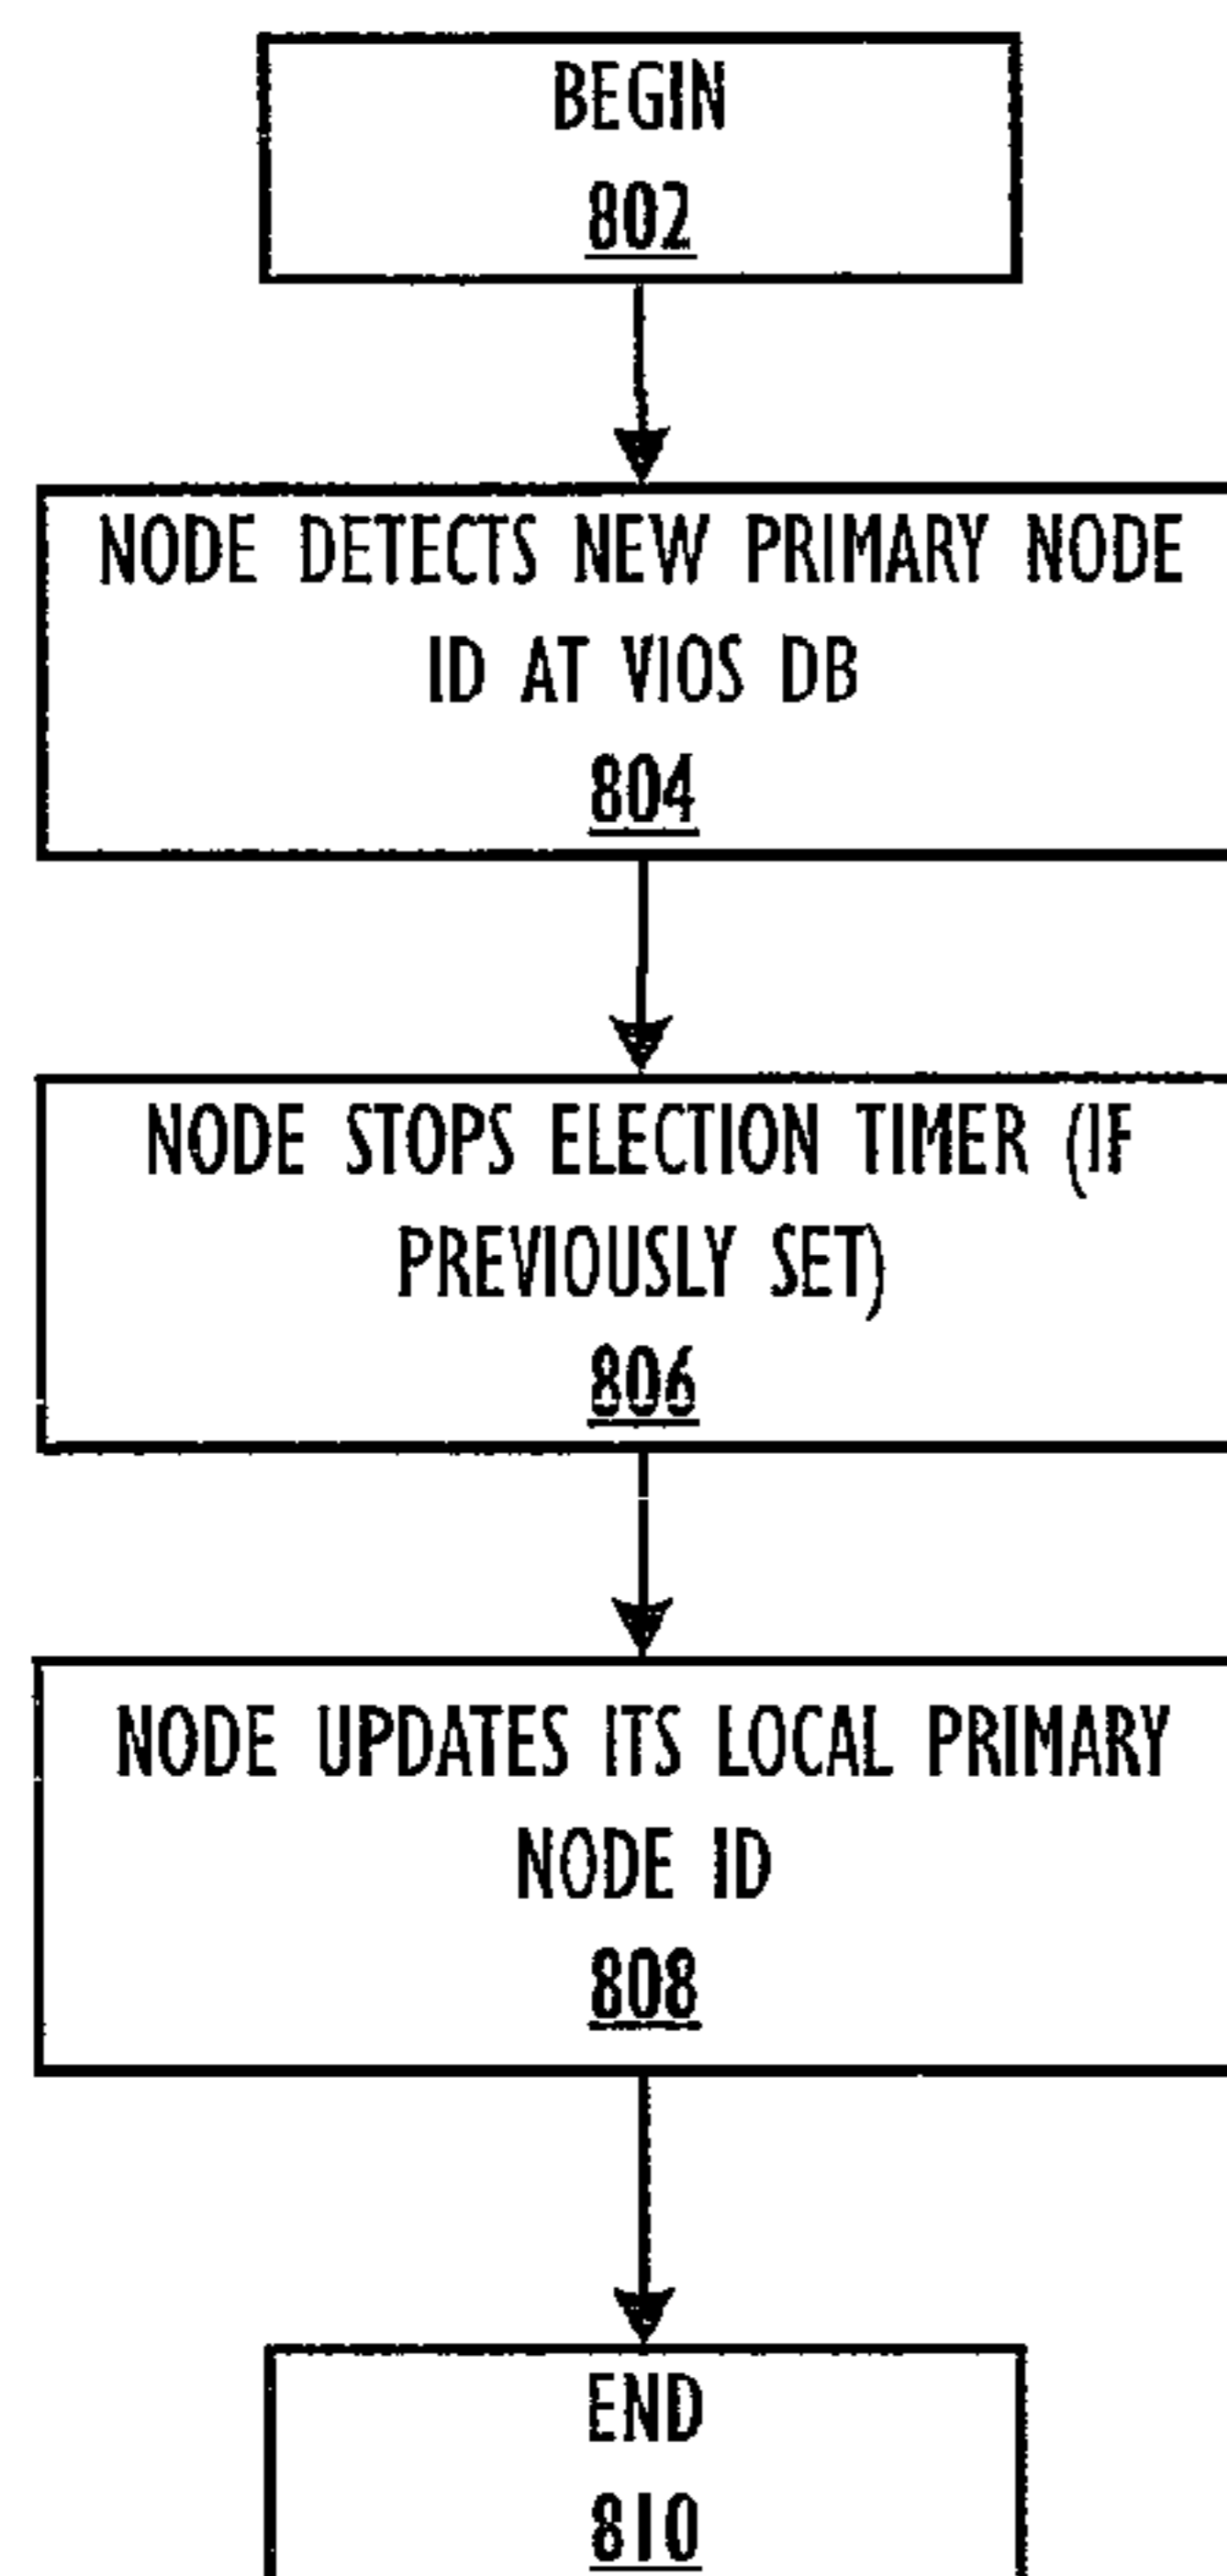 BEGIN
802
NODE DETECTS NEW PRIMARY NODE
ID AT VIOS DB
804
NODE STOPS ELECTION TIMER (IF
PREVIOUSLY SET)
806
NODE UPDATES ITS LOCAL PRIMARY
NODE ID
808
END
810